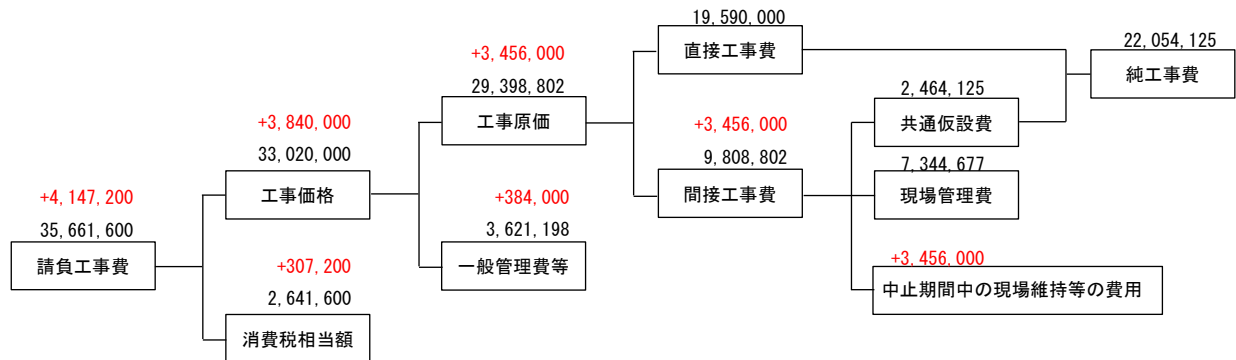 +4,147,200
35,661,600
請負工事費
+3,840,000
33,020,000
工事価格
+307,200
2,641,600
消費税相当額
+3,456,000
29,398,802
工事原価
+384,000
3,621,198
一般管理費等
19,590,000
直接工事費
+3,456,000
9,808,802
間接工事費
2,464,125
共通仮設費
7,344,677
現場管理費
+3,456,000
中止期間中の現場維持等の費用
22,054,125
純工事費